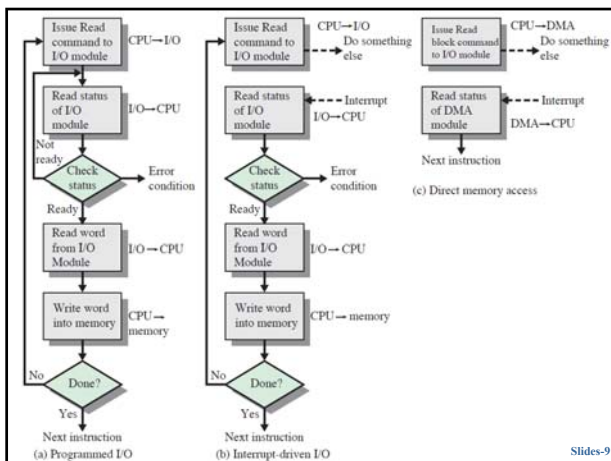 Issue Read
command to
I/O module
CPU→I/O
Read status
of I/O
module
I/O→CPU
Not
ready
Check
status
Error
condition
Ready
Read word
from I/O
Module
I/O→CPU
Write word
into memory
CPU→
memory
No
Done?
Yes
Next instruction
(a) Programmed I/O
Issue Read
command to
I/O module
CPU→I/O
Do something
else
Read status
of I/O
module
Interrupt
I/O→CPU
Check
status
Error
condition
Ready
Read word
from I/O
Module
I/O→CPU
Write word
into memory
CPU→memory
No
Done?
Yes
Next instruction
(b) Interrupt-driven I/O
Issue Read
block command
to I/O module
CPU→DMA
Do something
else
Read status
of DMA
module
Interrupt
DMA→CPU
Next instruction
(c) Direct memory access
Slides-9